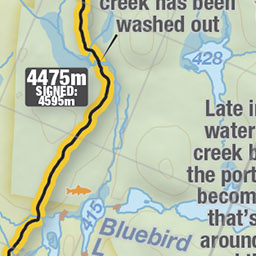 creek has been
washed out
428
4475m
SIGNED:
4595m
Late in
water
creek b
the port
becom
that's
around
415
Bluebird
L